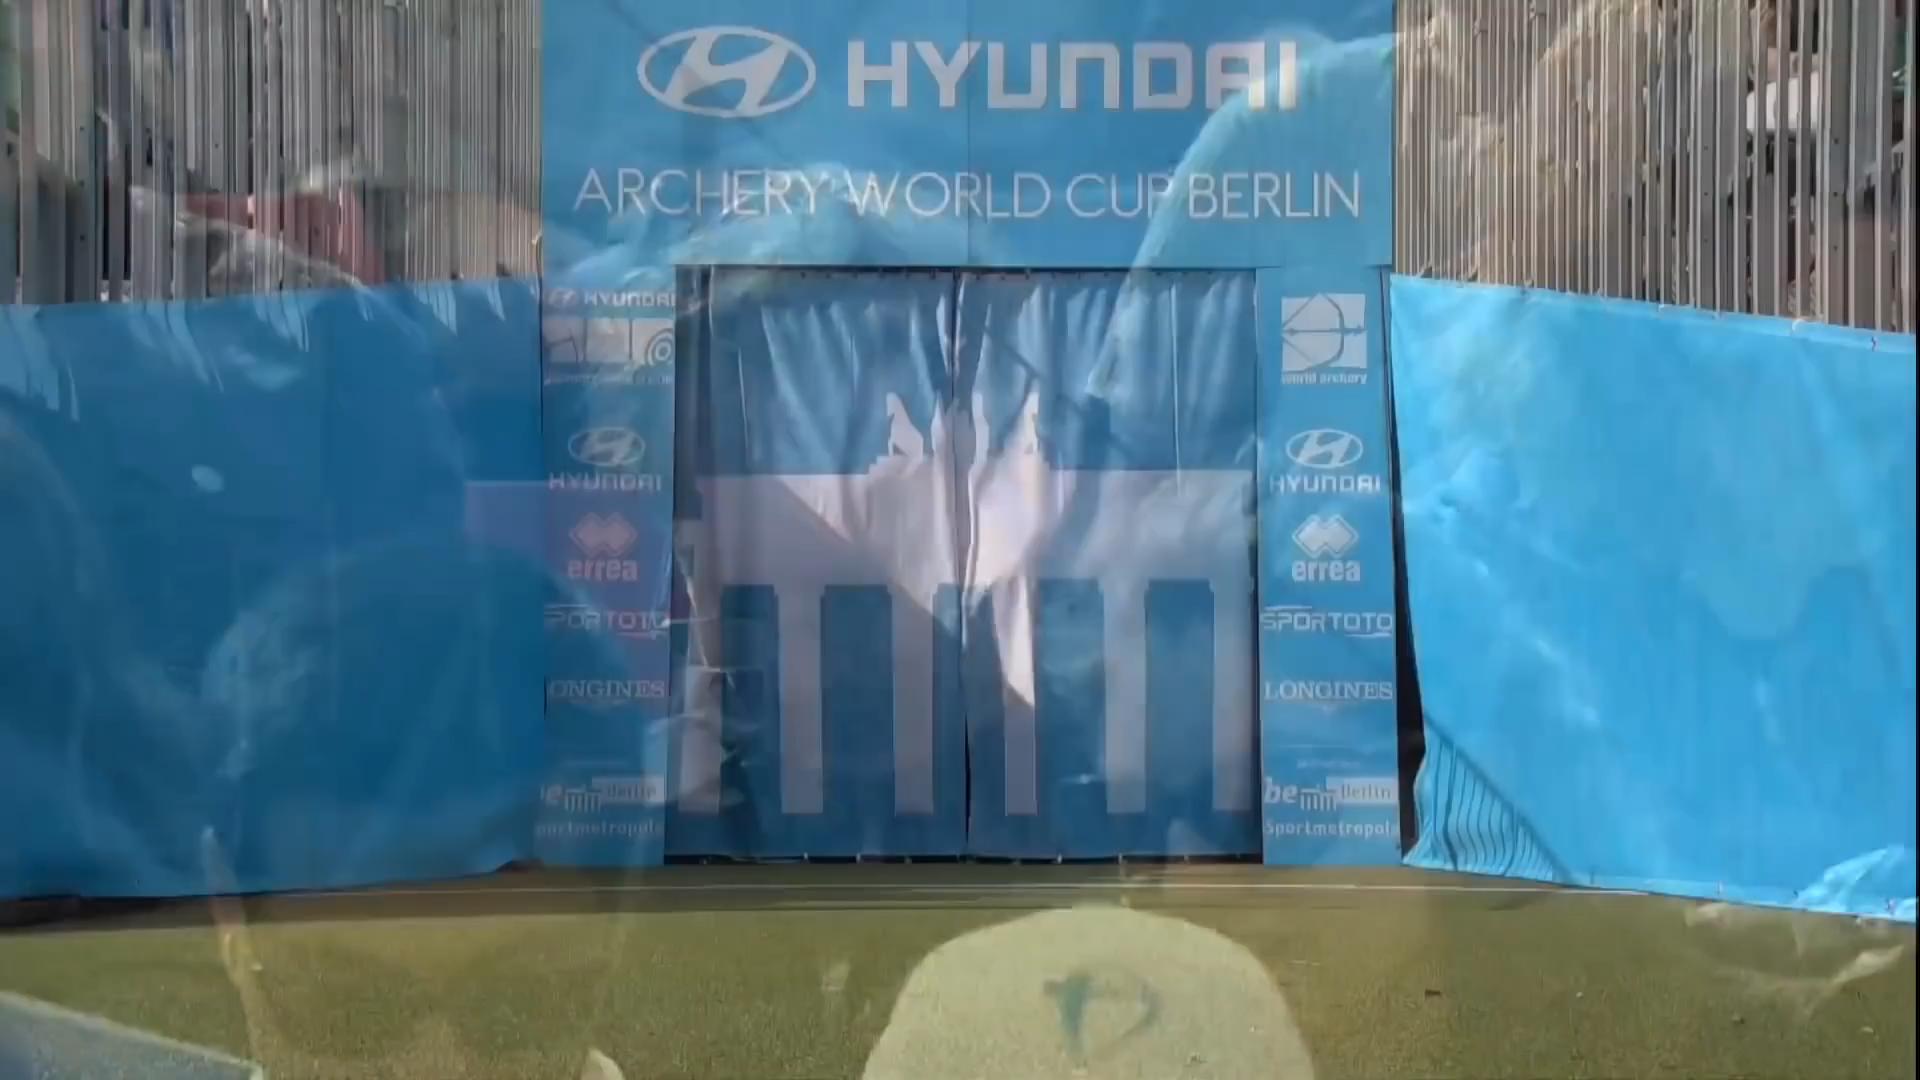 HYUNDAI
ARCHERY WORLD CUP BERLIN
HYUNDAI
world archery
HYUNDAI
HYUNDAI
errea
errea
SPORTOTO
SPORTOTO
LONGINES
LONGINES
be Berlin
be Berlin
Sportmetropole
Sportmetropole